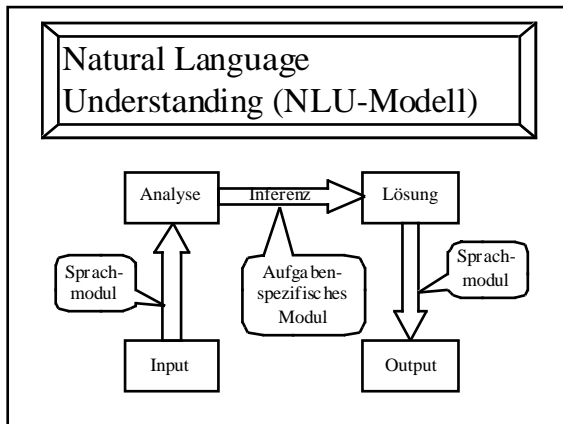 Natural Language
Understanding (NLU-Modell)
Analyse
Inferenz
Lösung
Sprach-
modul
Aufgaben-
spezifisches
Modul
Sprach-
modul
Input
Output